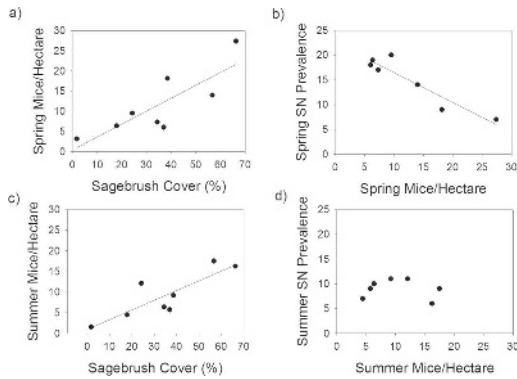 a)
Spring Mice/Hectare
30
25
20
15
10
5
0
0 10 20 30 40 50 60 70
Sagebrush Cover (%)
b)
Spring SN Prevalence
25
20
15
10
5
0
0 5 10 15 20 25 30
Spring Mice/Hectare
c)
Summer Mice/Hectare
30
25
20
15
10
5
0
0 10 20 30 40 50 60 70
Sagebrush Cover (%)
d)
Summer SN Prevalence
25
20
15
10
5
0
0 5 10 15 20 25 30
Summer Mice/Hectare